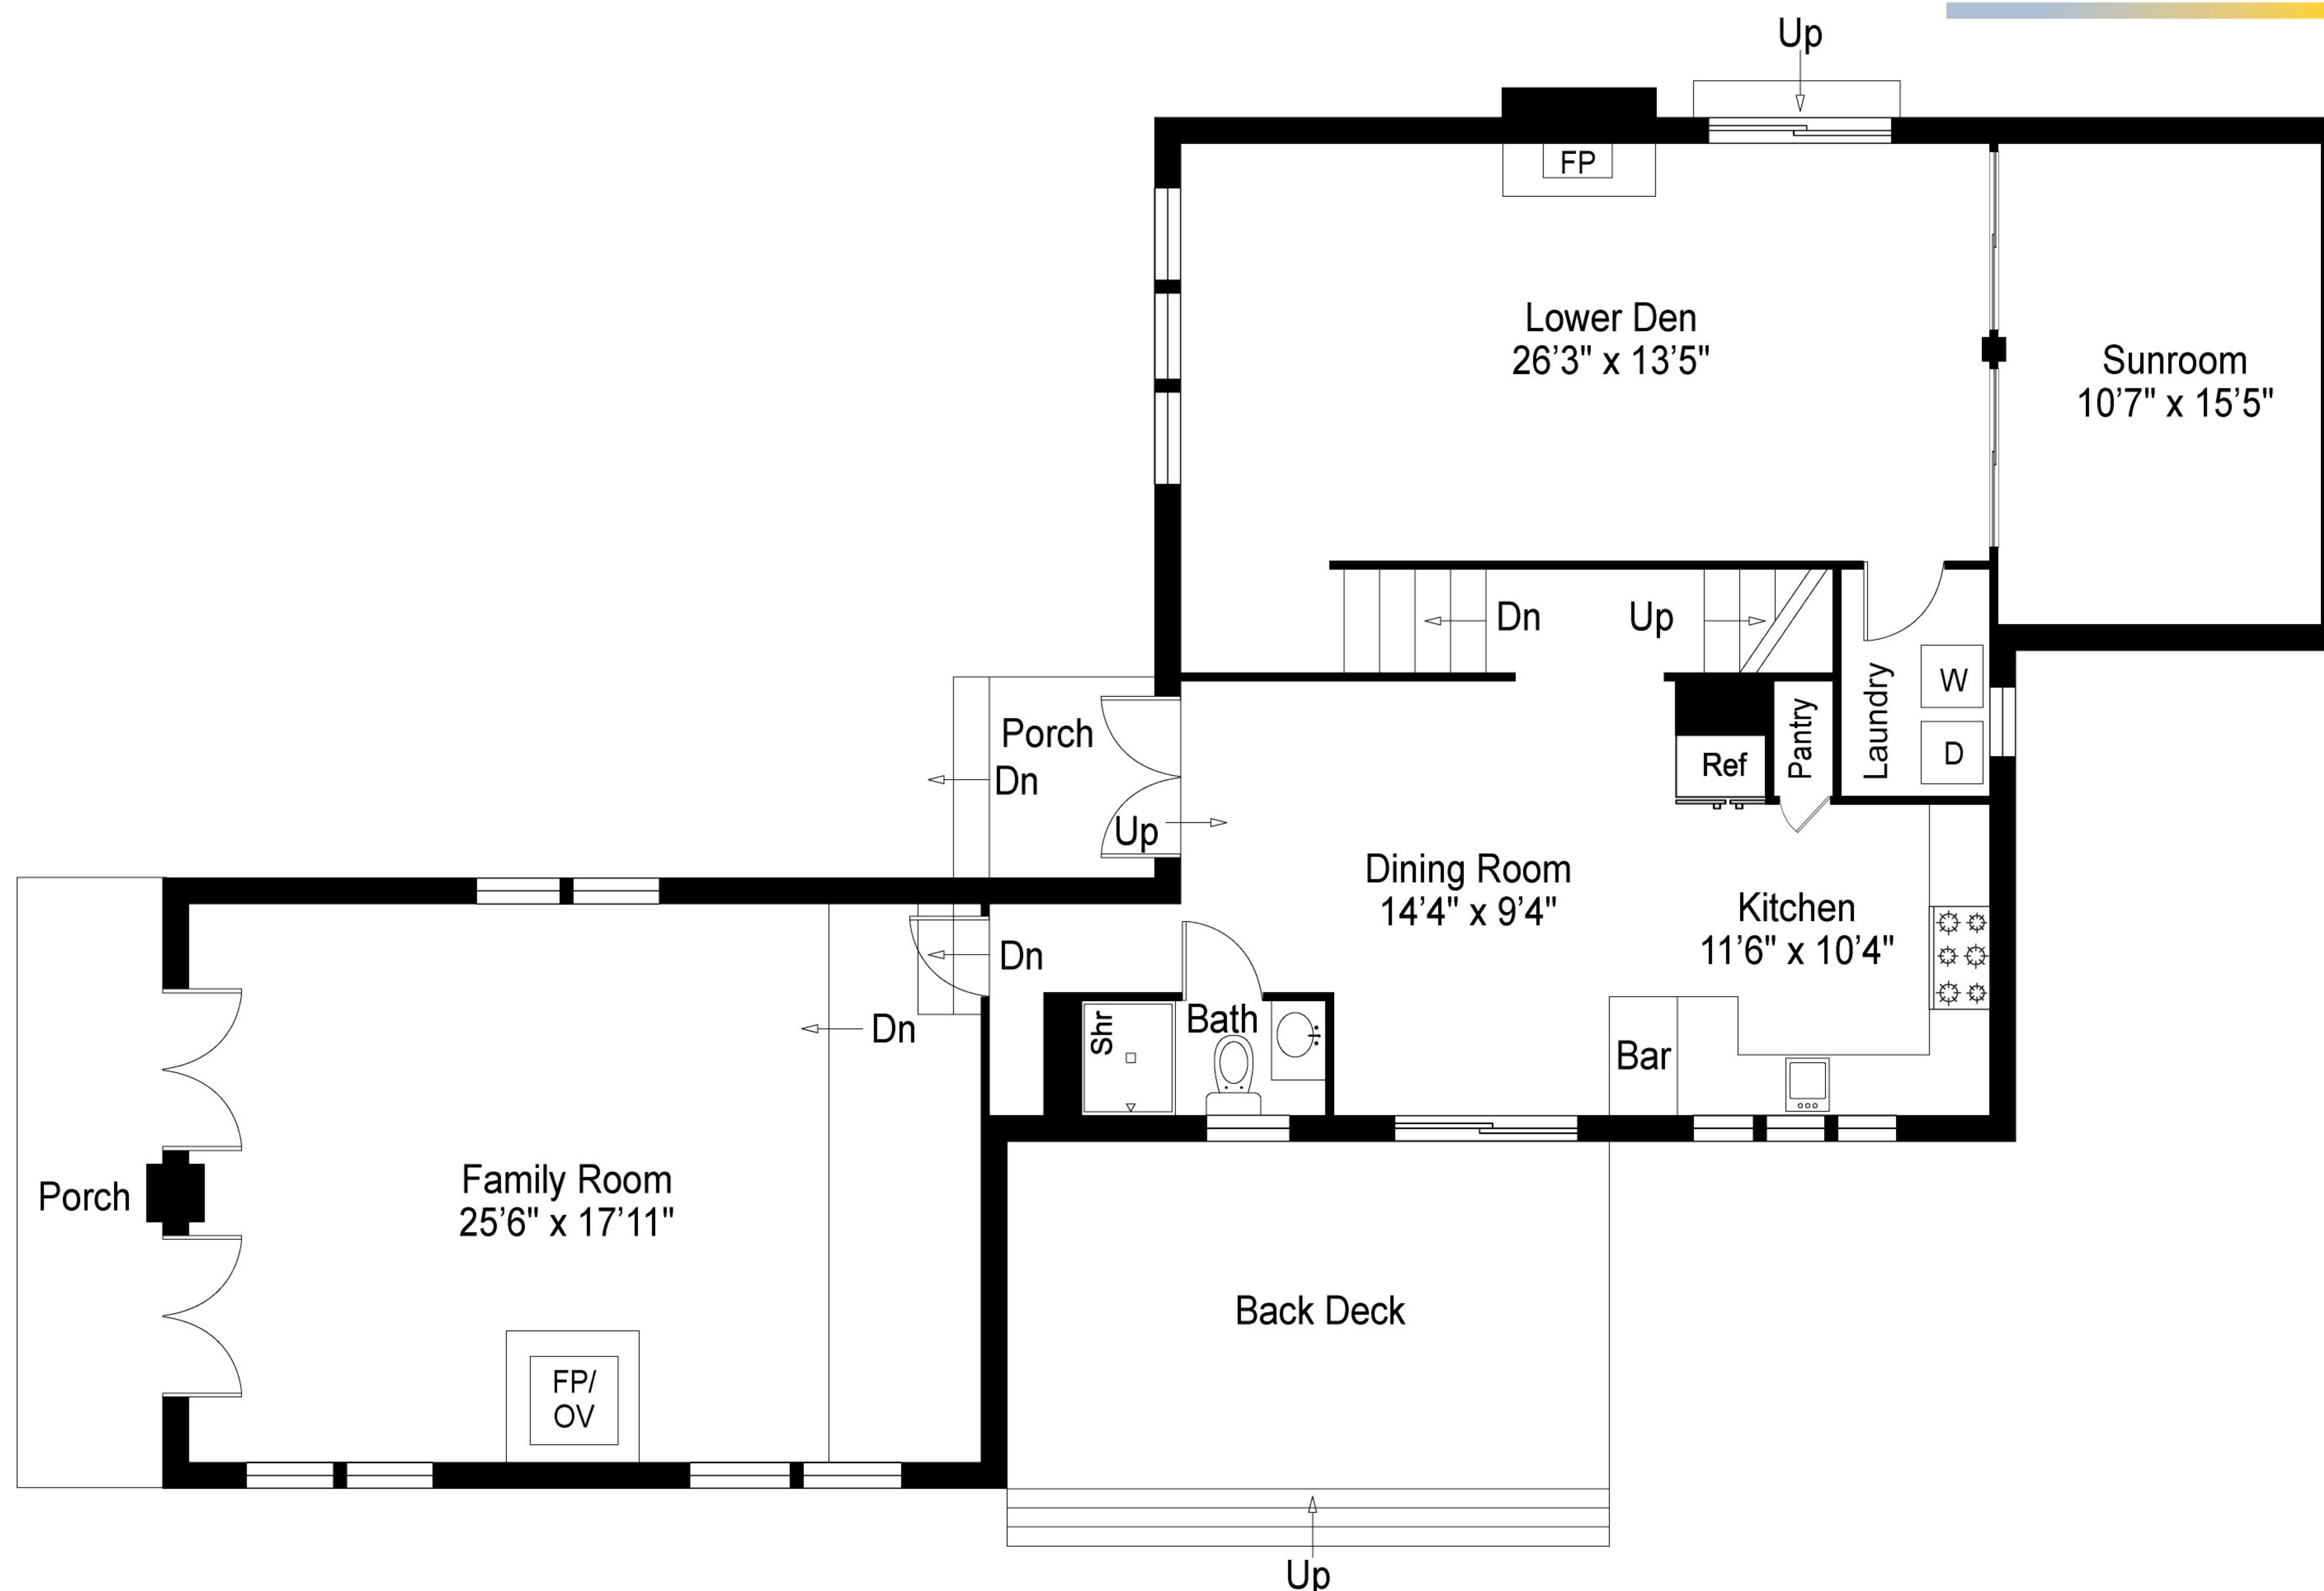 Up
FP
Lower Den
26'3" x 13'5"
Sunroom
10'7" x 15'5"
Dn
Up
Laundry
W
D
Pantry
Ref
Porch
Dn
Up
Dining Room
14'4" x 9'4"
Kitchen
11'6" x 10'4"
Dn
Dn
Shr
Bath
Bar
Porch
Family Room
25'6" x 17'11"
FP/
OV
Back Deck
Up